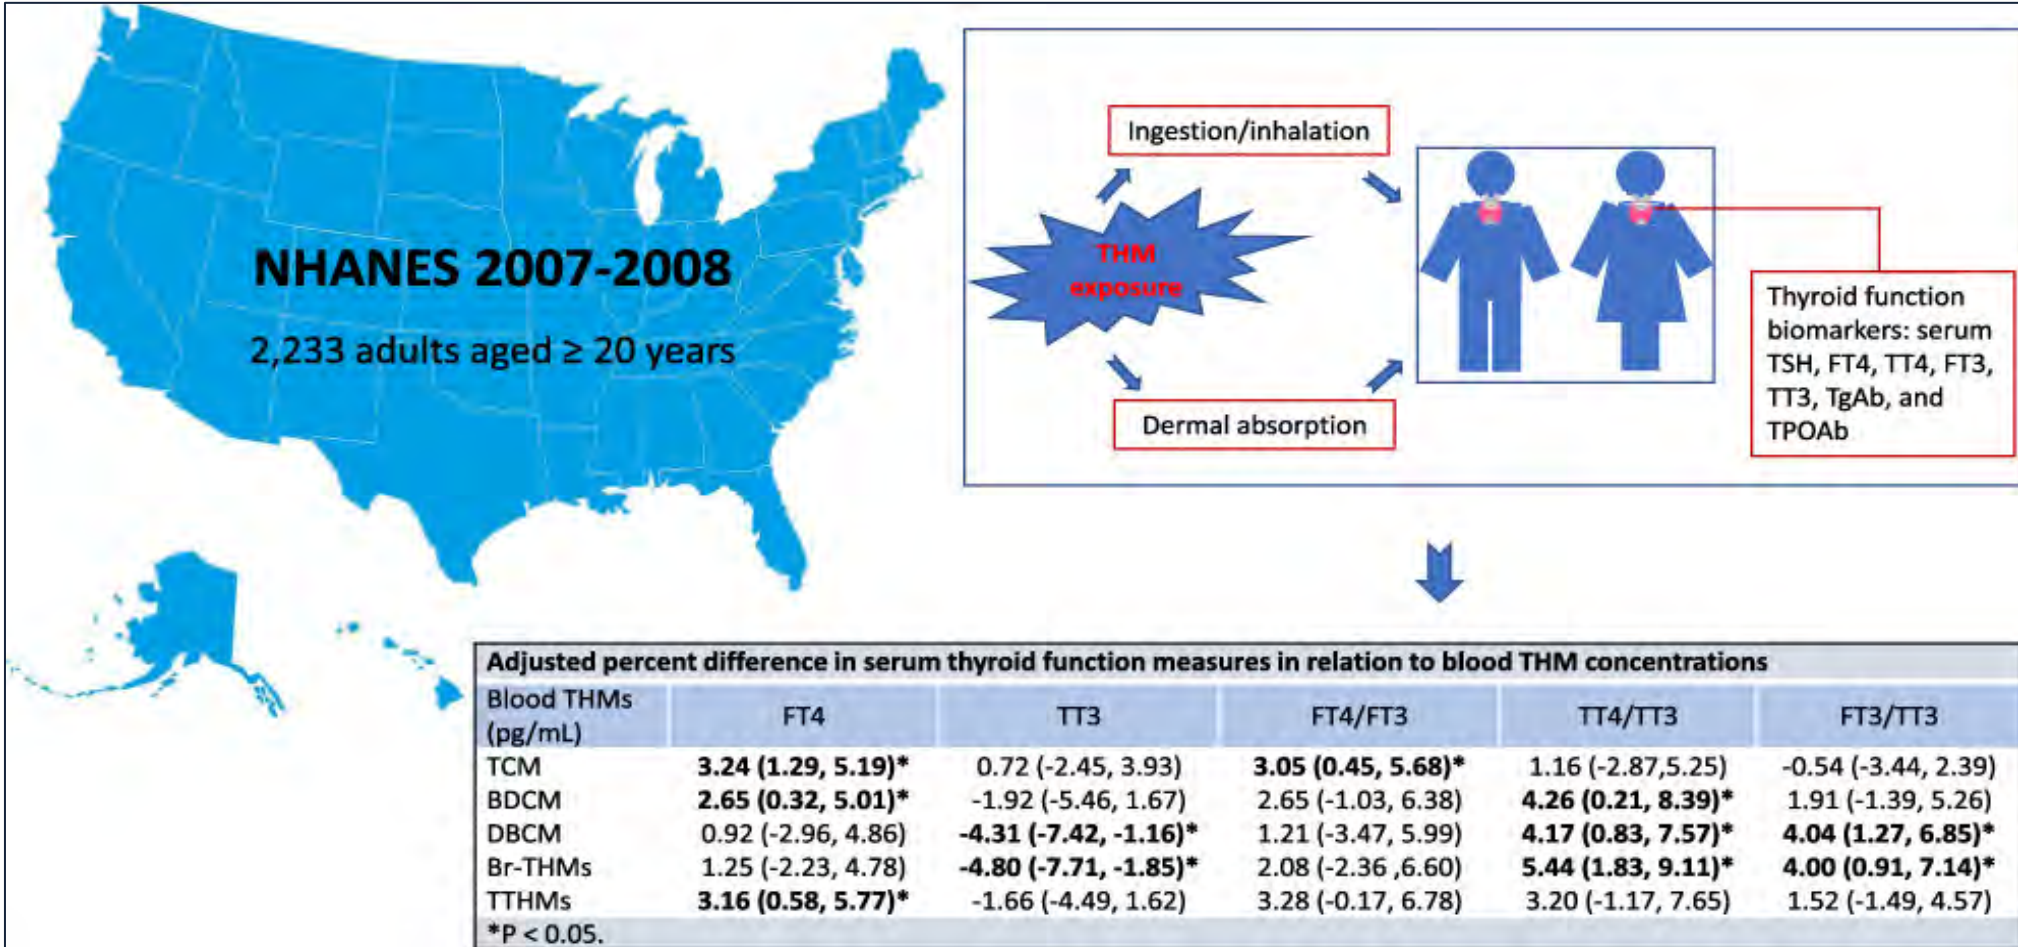 NHANES 2007-2008
2,233 adults aged ≥ 20 years
Ingestion/inhalation
THM
exposure
Dermal absorption
Thyroid function
biomarkers: serum
TSH, FT4, TT4, FT3,
TT3, TgAb, and
TPOAb
Adjusted percent difference in serum thyroid function measures in relation to blood THM concentrations
Blood THMs
(pg/mL) FT4 TT3 FT4/FT3 TT4/TT3 FT3/TT3
TCM 3.24 (1.29, 5.19)* 0.72 (-2.45, 3.93) 3.05 (0.45, 5.68)* 1.16 (-2.87,5.25) -0.54 (-3.44, 2.39)
BDCM 2.65 (0.32, 5.01)* -1.92 (-5.46, 1.67) 2.65 (-1.03, 6.38) 4.26 (0.21, 8.39)* 1.91 (-1.39, 5.26)
DBCM 0.92 (-2.96, 4.86) -4.31 (-7.42, -1.16)* 1.21 (-3.47, 5.99) 4.17 (0.83, 7.57)* 4.04 (1.27, 6.85)*
Br-THMs 1.25 (-2.23, 4.78) -4.80 (-7.71, -1.85)* 2.08 (-2.36 ,6.60) 5.44 (1.83, 9.11)* 4.00 (0.91, 7.14)*
TTHMs 3.16 (0.58, 5.77)* -1.66 (-4.49, 1.62) 3.28 (-0.17, 6.78) 3.20 (-1.17, 7.65) 1.52 (-1.49, 4.57)
*P < 0.05.